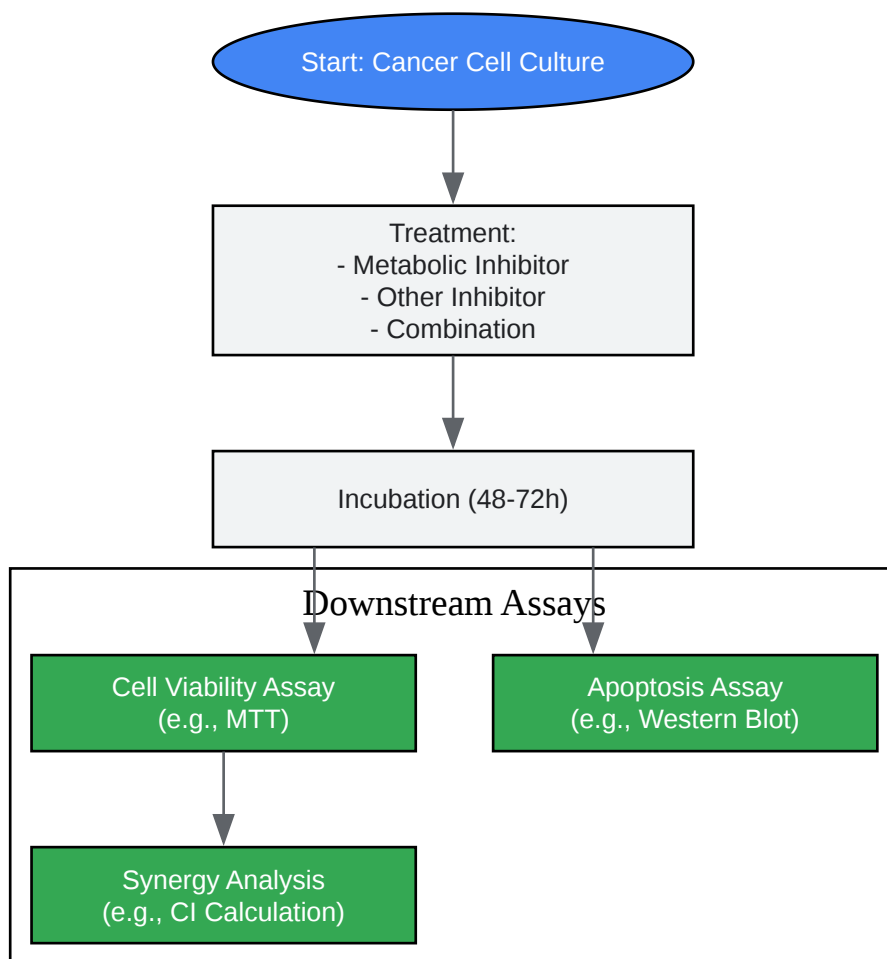 Start: Cancer Cell Culture
Treatment:
- Metabolic Inhibitor
- Other Inhibitor
- Combination
Incubation (48-72h)
Downstream Assays
Cell Viability Assay
(e.g., MTT)
Apoptosis Assay
(e.g., Western Blot)
Synergy Analysis
(e.g., CI Calculation)